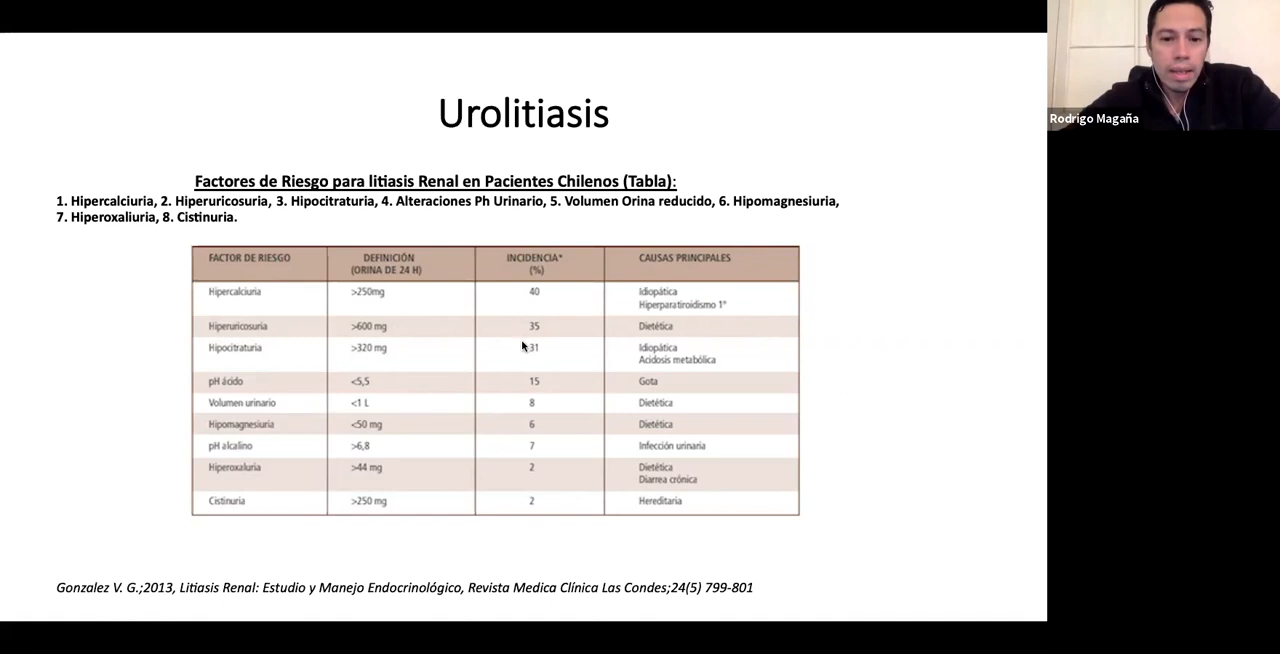 Urolitiasis
Factores de Riesgo para litiasis Renal en Pacientes Chilenos (Tabla):
1. Hipercalciuria, 2. Hiperuricosuria, 3. Hipocitraturia, 4. Alteraciones Ph Urinario, 5. Volumen Orina reducido, 6. Hipomagnesiuria,
7. Hiperoxaliuria, 8. Cistinuria.
FACTOR DE RIESGO DEFINICIÓN INCIDENCIA* CAUSAS PRINCIPALES
(ORINA DE 24 H) (%)
Hipercalciuria >250mg 40 Idiopática
Hiperparatiroidismo 1°
Hiperuricosuria >600 mg 35 Dietética
Hipocitraturia >320 mg 31 Idiopática
Acidosis metabólica
pH ácido <5,5 15 Gota
Volumen urinario <1 L 8 Dietética
Hipomagnesiuria <50 mg 6 Dietética
pH alcalino >6,8 7 Infección urinaria
Hiperoxaluria >44 mg 2 Dietética
Diarrea crónica
Cistinuria >250 mg 2 Hereditaria
Gonzalez V. G.;2013, Litiasis Renal: Estudio y Manejo Endocrinológico, Revista Medica Clínica Las Condes;24(5) 799-801
Rodrigo Magaña